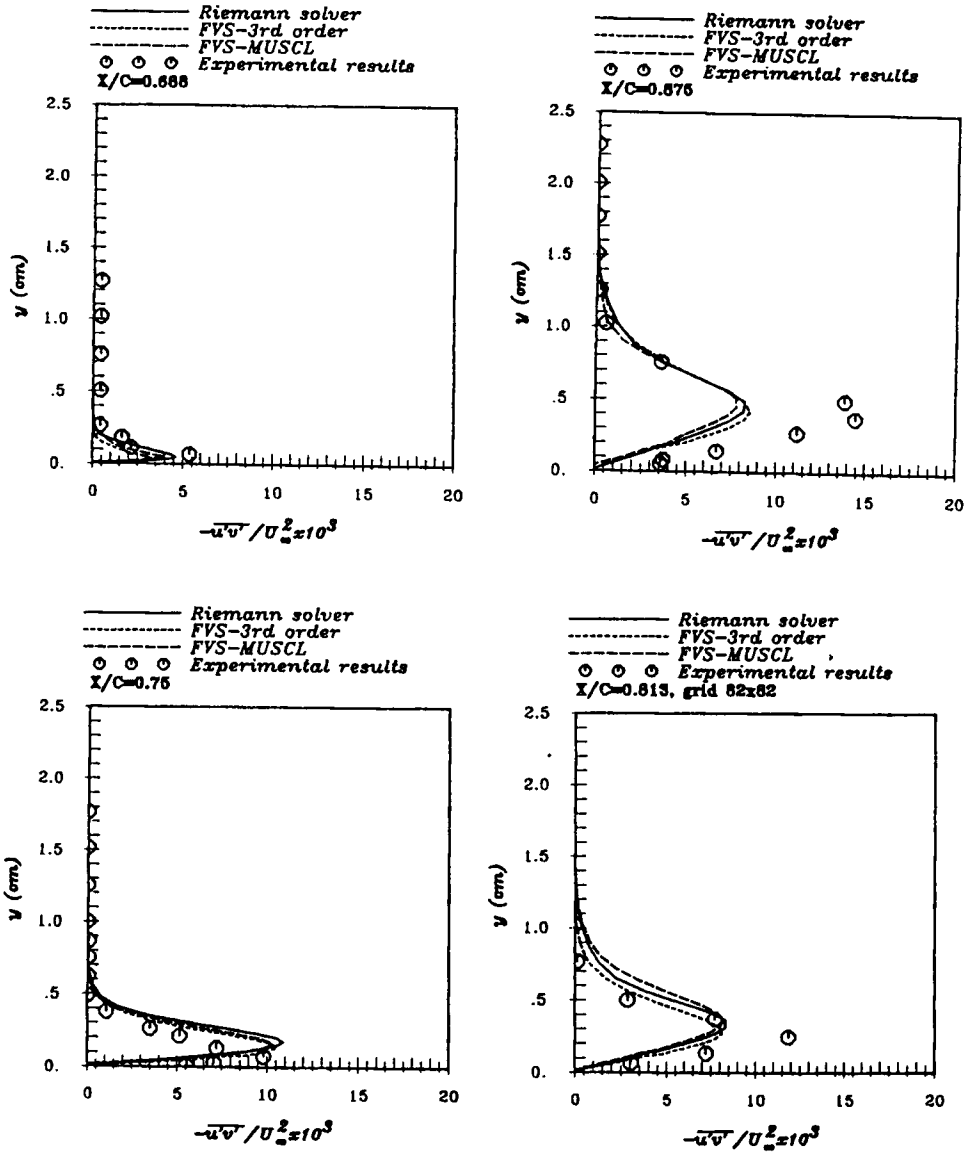 Riemann solver
FVS-3rd order
FVS-MUSCL
Experimental results
X/C=0.688
2.5
2.0
1.5
1.0
.5
0.
y (cm)
0 5 10 15 20
-u'v'/U∞²x10³
Riemann solver
FVS-3rd order
FVS-MUSCL
Experimental results
X/C=0.875
2.5
2.0
1.5
1.0
.5
0.
y (cm)
0 5 10 15 20
-u'v'/U∞²x10³
Riemann solver
FVS-3rd order
FVS-MUSCL
Experimental results
X/C=0.75
2.5
2.0
1.5
1.0
.5
0.
y (cm)
0 5 10 15 20
-u'v'/U∞²x10³
Riemann solver
FVS-3rd order
FVS-MUSCL
Experimental results
X/C=0.813, grid 82x82
2.5
2.0
1.5
1.0
.5
0.
y (cm)
0 5 10 15 20
-u'v'/U∞²x10³